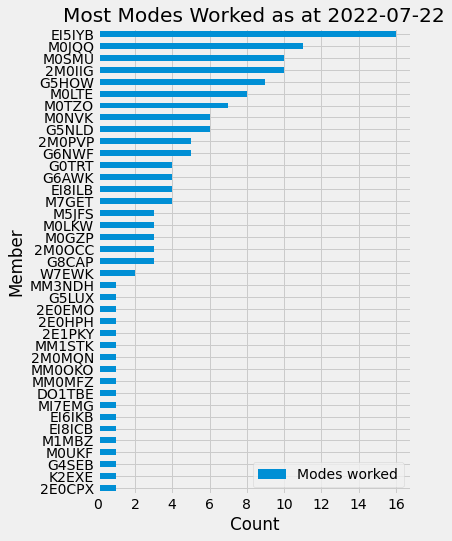 Most Modes Worked as at 2022-07-22
EI5IYB
M0JQQ
M0SMU
2M0IIG
G5HOW
M0LTE
M0TZO
M0NVK
G5NLD
2M0PVP
G6NWF
G0TRT
G6AWK
EI8ILB
M7GET
M5JFS
M0LKW
M0GZP
2M0OCC
G8CAP
W7EWK
MM3NDH
G5LUX
2E0EMO
2E0HPH
2E1PKY
MM1STK
2M0MQN
MM0OKO
MM0MFZ
DO1TBE
MI7EMG
EI6IKB
EI8ICB
M1MBZ
M0UKF
G4SEB
K2EXE
2E0CPX
Member
Modes worked
0 2 4 6 8 10 12 14 16
Count